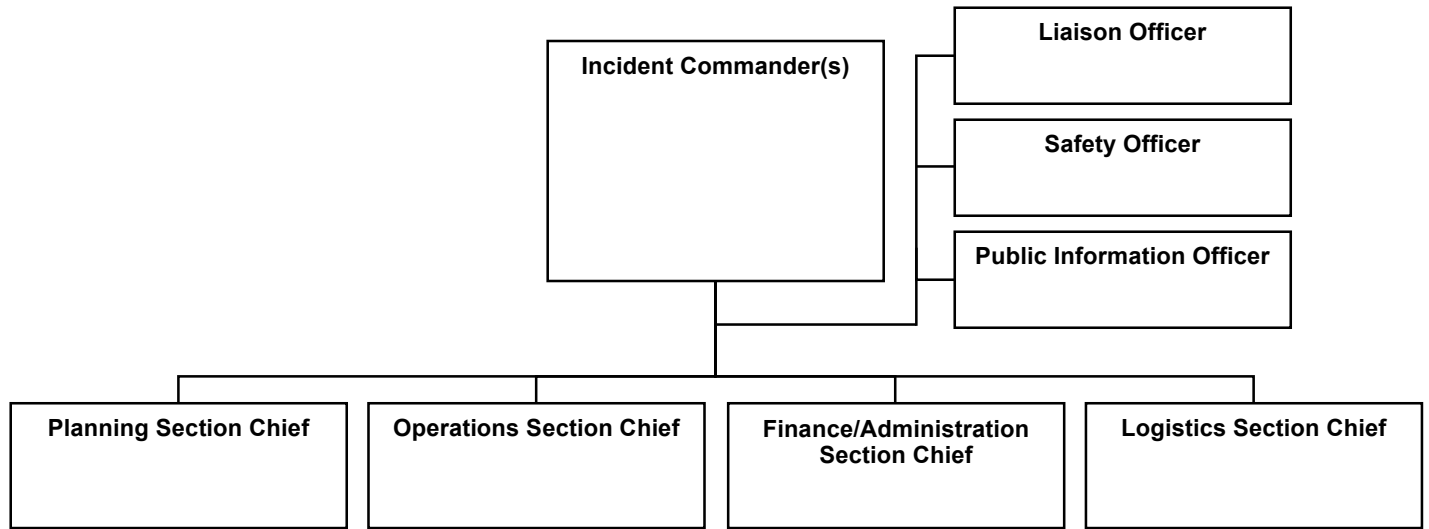 Liaison Officer
Incident Commander(s)
Safety Officer
Public Information Officer
Planning Section Chief
Operations Section Chief
Finance/Administration
Section Chief
Logistics Section Chief